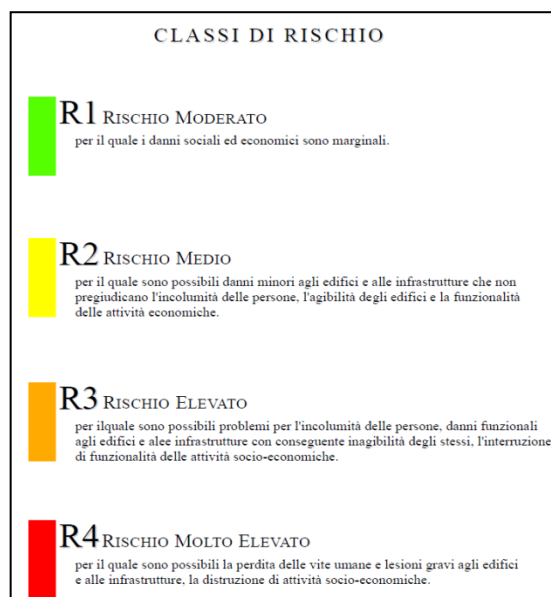 CLASSI DI RISCHIO
R1 RISCHIO MODERATO
per il quale i danni sociali ed economici sono marginali.
R2 RISCHIO MEDIO
per il quale sono possibili danni minori agli edifici e alle infrastrutture che non
pregiudicano l'incolumità delle persone, l'agibilità degli edifici e la funzionalità
delle attività economiche.
R3 RISCHIO ELEVATO
per ilquale sono possibili problemi per l'incolumità delle persone, danni funzionali
agli edifici e alee infrastrutture con conseguente inagibilità degli stessi, l'interruzione
di funzionalità delle attività socio-economiche.
R4 RISCHIO MOLTO ELEVATO
per il quale sono possibili la perdita delle vite umane e lesioni gravi agli edifici
e alle infrastrutture, la distruzione di attività socio-economiche.